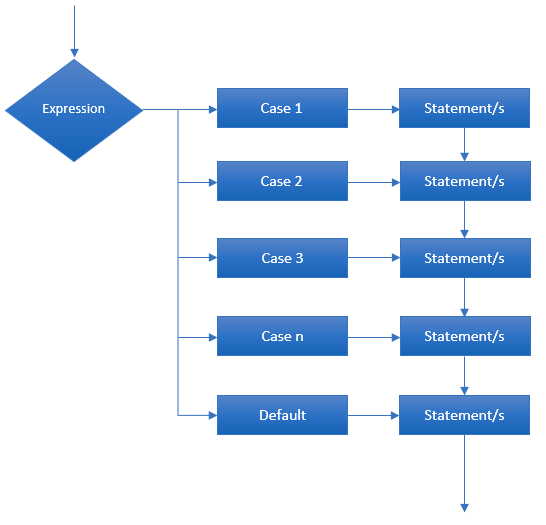 Expression
Case 1
Statement/s
Case 2
Statement/s
Case 3
Statement/s
Case n
Statement/s
Default
Statement/s